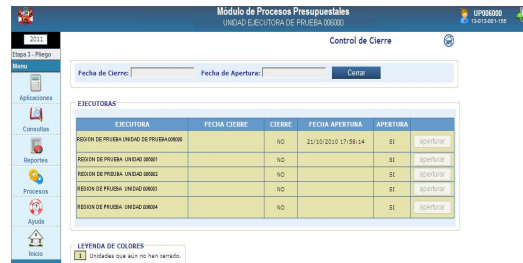 Módulo de Procesos Presupuestales
UNIDAD EJECUTORA DE PRUEBA 006000
UP006000
13-013-001-165
2011
Etapa 3 - Pliego
Menu
Aplicaciones
Consultas
Reportes
Procesos
Ayuda
Inicio
Control de Cierre
Fecha de Cierre:
Fecha de Apertura:
Cerrar
EJECUTORAS
EJECUTORA FECHA CIERRE CIERRE FECHA APERTURA APERTURA
REGION DE PRUEBA UNIDAD DE PRUEBA 006000 NO 21/10/2010 17:58:14 SI aperturar
REGION DE PRUEBA UNIDAD 006001 NO SI aperturar
REGION DE PRUEBA UNIDAD 006002 NO SI aperturar
REGION DE PRUEBA UNIDAD 006003 NO SI aperturar
REGION DE PRUEBA UNIDAD 006004 NO SI aperturar
LEYENDA DE COLORES
1 Unidades que aún no han cerrado.